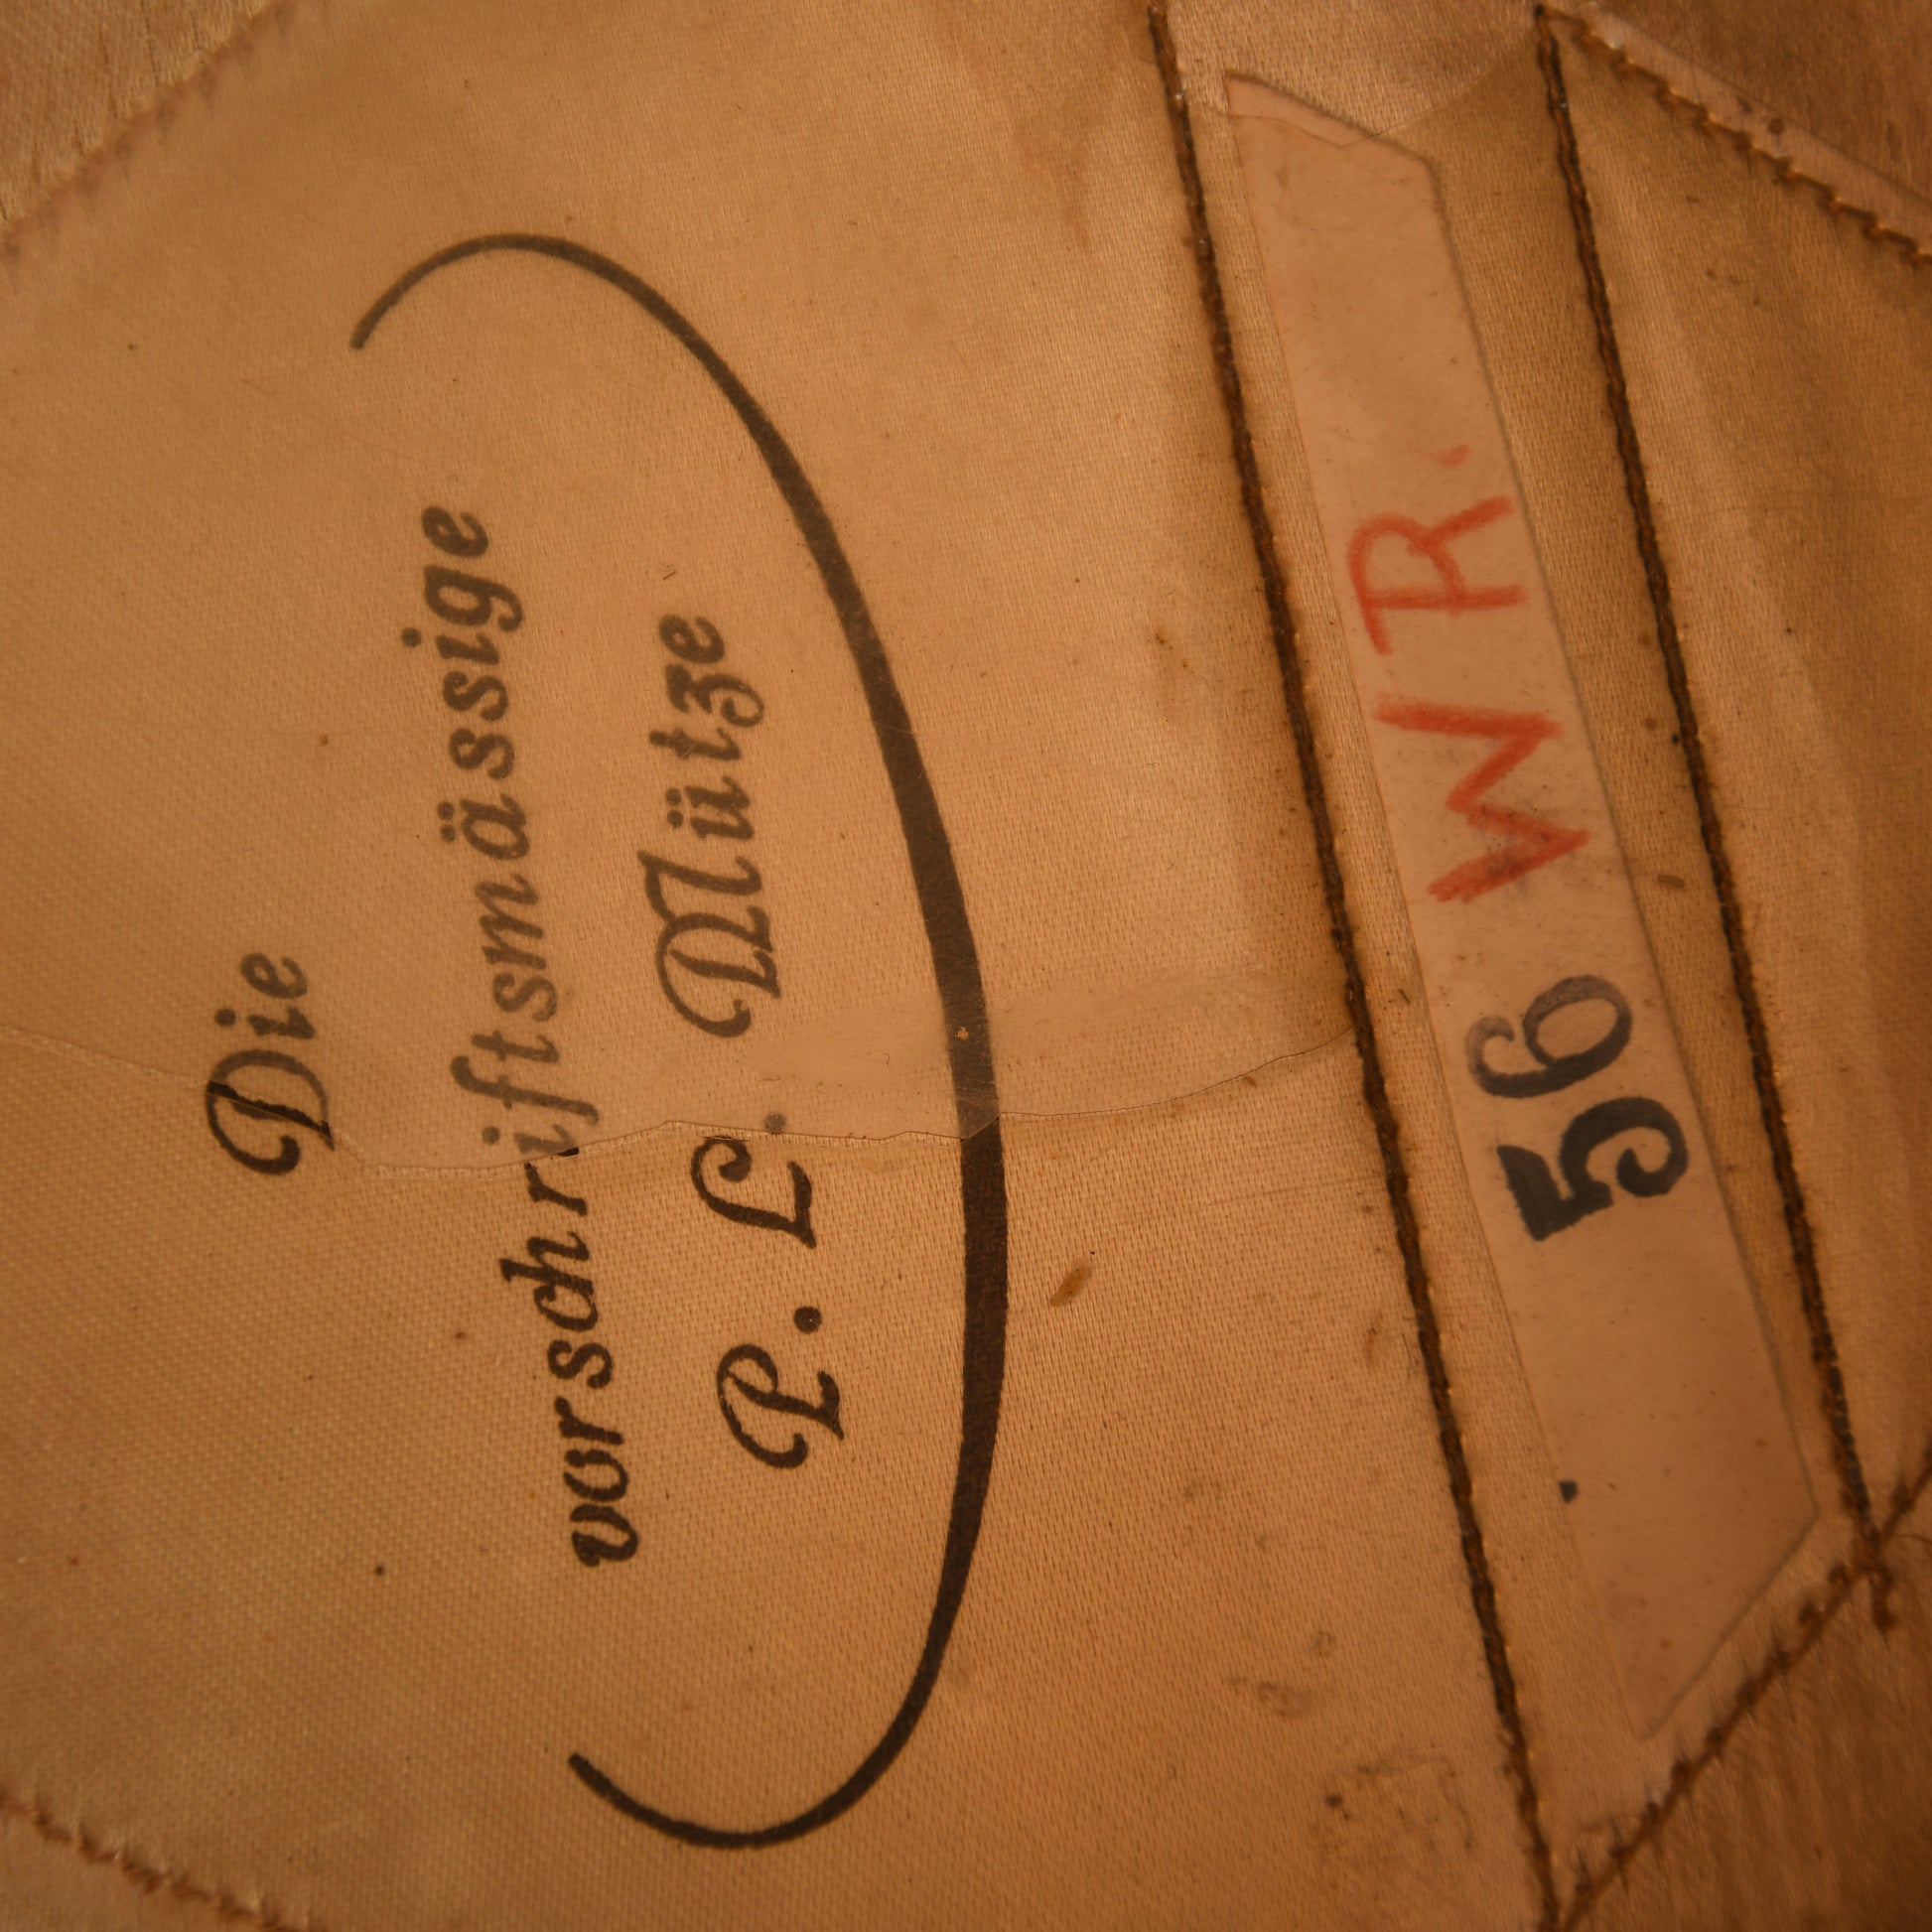 Die
vorschriftsmässige
P. L. Mütze
56 WR.